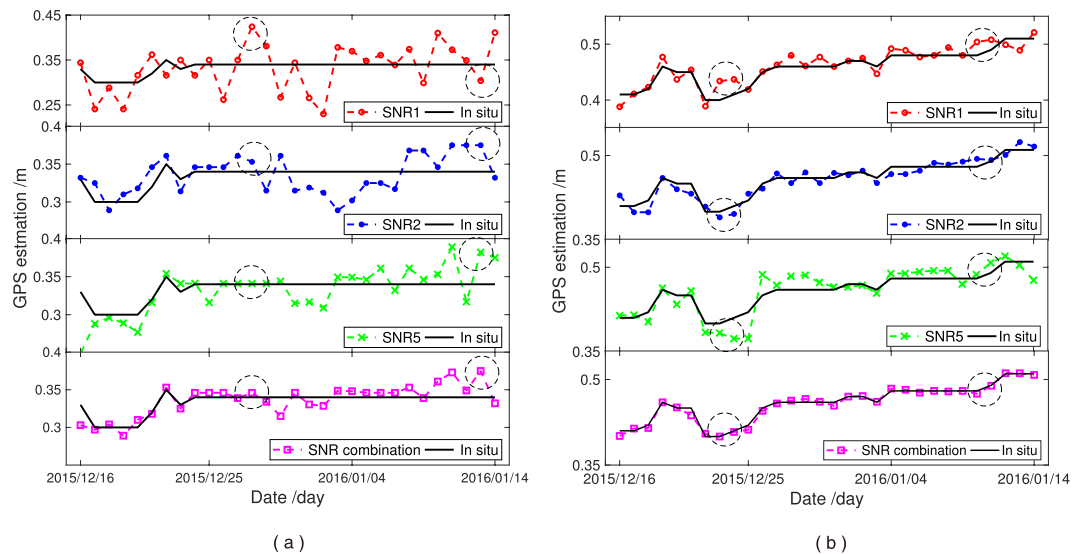 0.45
0.35
0.25
SNR1 In situ
0.4
0.35
0.3
SNR2 In situ
0.4
0.35
0.3
SNR5 In situ
0.4
0.35
0.3
SNR combination In situ
2015/12/16 2015/12/25 2016/01/04 2016/01/14
Date /day
GPS estmation /m
( a )
0.5
0.4
SNR1 In situ
0.5
SNR2 In situ
0.35
0.5
SNR5 In situ
0.35
0.5
SNR combination In situ
0.35
2015/12/16 2015/12/25 2016/01/04 2016/01/14
Date /day
GPS estimation /m
( b )